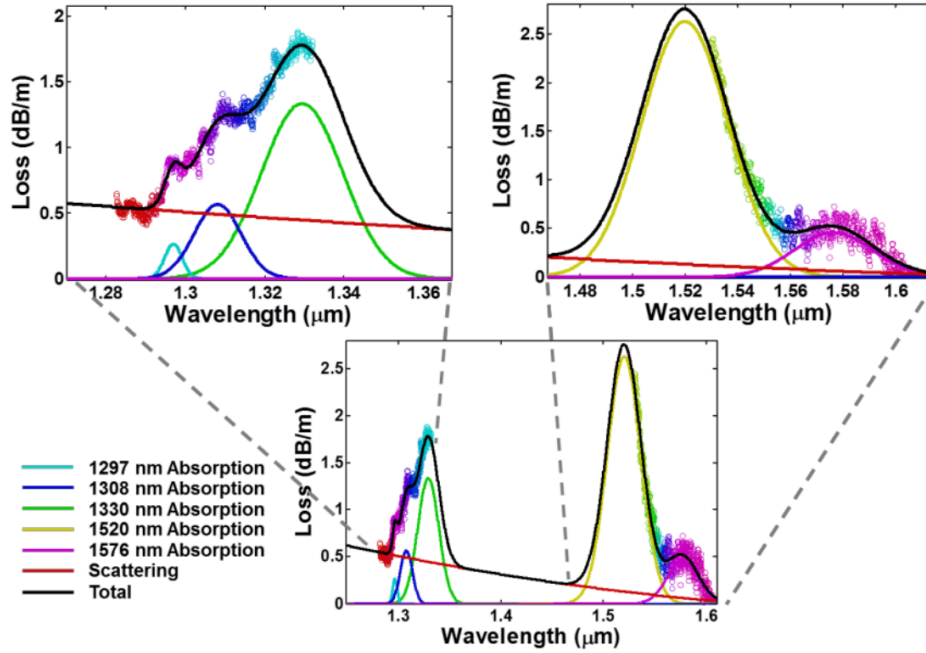 2
1.5
1
0.5
0
1.28
1.3
1.32
1.34
1.36
Loss (dB/m)
Wavelength (μm)
2.5
2
1.5
1
0.5
0
1.48
1.5
1.52
1.54
1.56
1.58
1.6
Loss (dB/m)
Wavelength (μm)
2.5
2
1.5
1
0.5
0
1.3
1.4
1.5
1.6
Loss (dB/m)
Wavelength (μm)
1297 nm Absorption
1308 nm Absorption
1330 nm Absorption
1520 nm Absorption
1576 nm Absorption
Scattering
Total